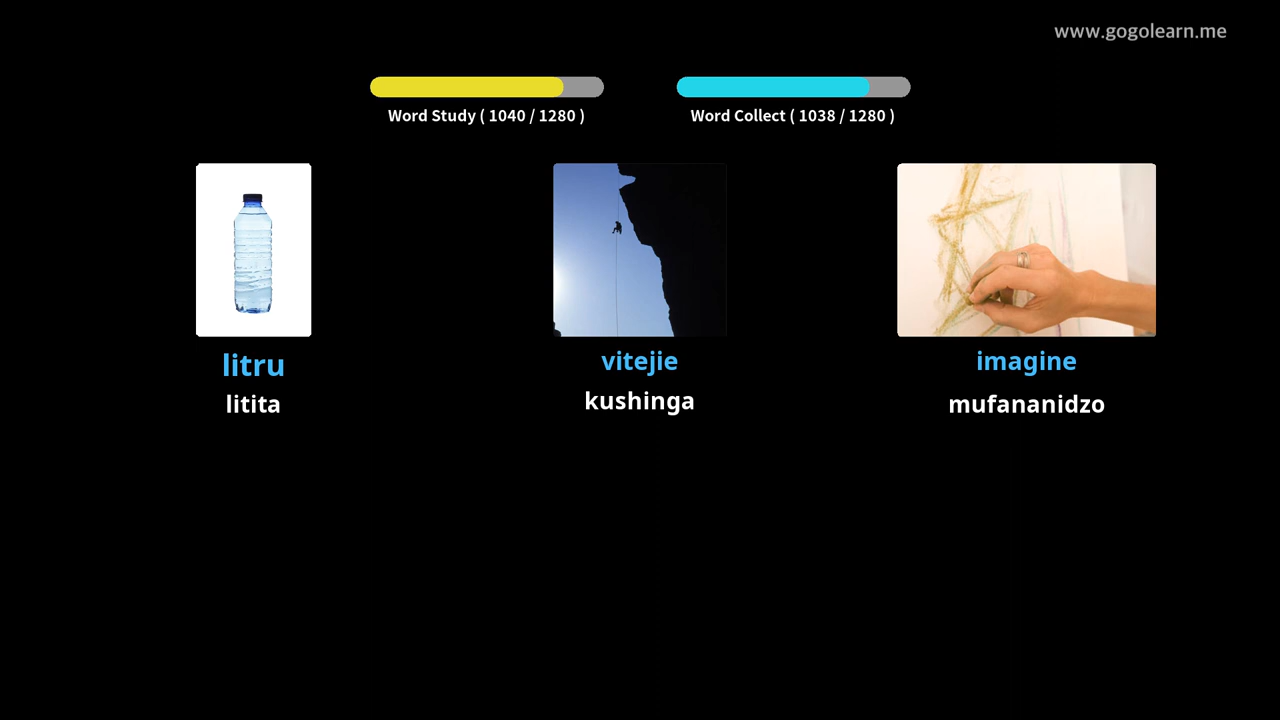 www.gogolearn.me
Word Study ( 1040 / 1280 )
Word Collect ( 1038 / 1280 )
litru
litita
vitejie
kushinga
imagine
mufananidzo